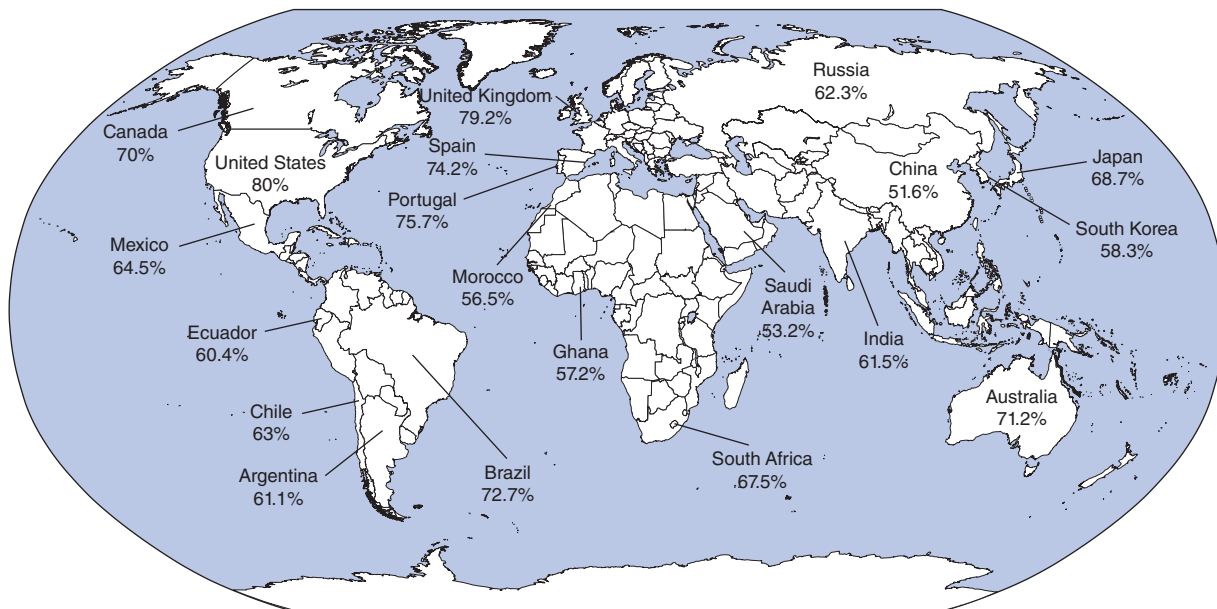 Russia
62.3%
United Kingdom
79.2%
Canada
70%
Spain
74.2%
United States
80%
China
51.6%
Japan
68.7%
Portugal
75.7%
South Korea
58.3%
Mexico
64.5%
Morocco
56.5%
Saudi
Arabia
53.2%
Ecuador
60.4%
Ghana
57.2%
India
61.5%
Australia
71.2%
Chile
63%
South Africa
67.5%
Argentina
61.1%
Brazil
72.7%